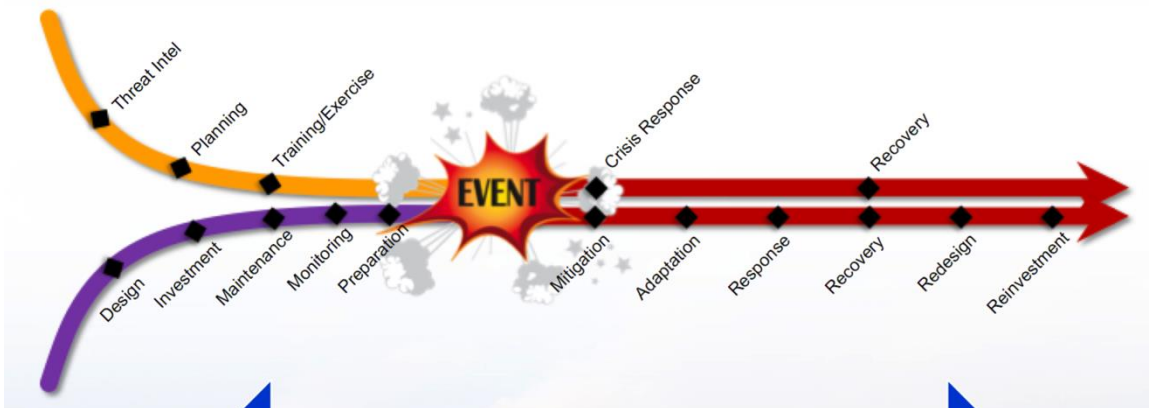 Threat Intel
Planning
Training/Exercise
EVENT
Crisis Response
Recovery
Design
Investment
Maintenance
Monitoring
Preparation
Mitigation
Adaptation
Response
Recovery
Redesign
Reinvestment